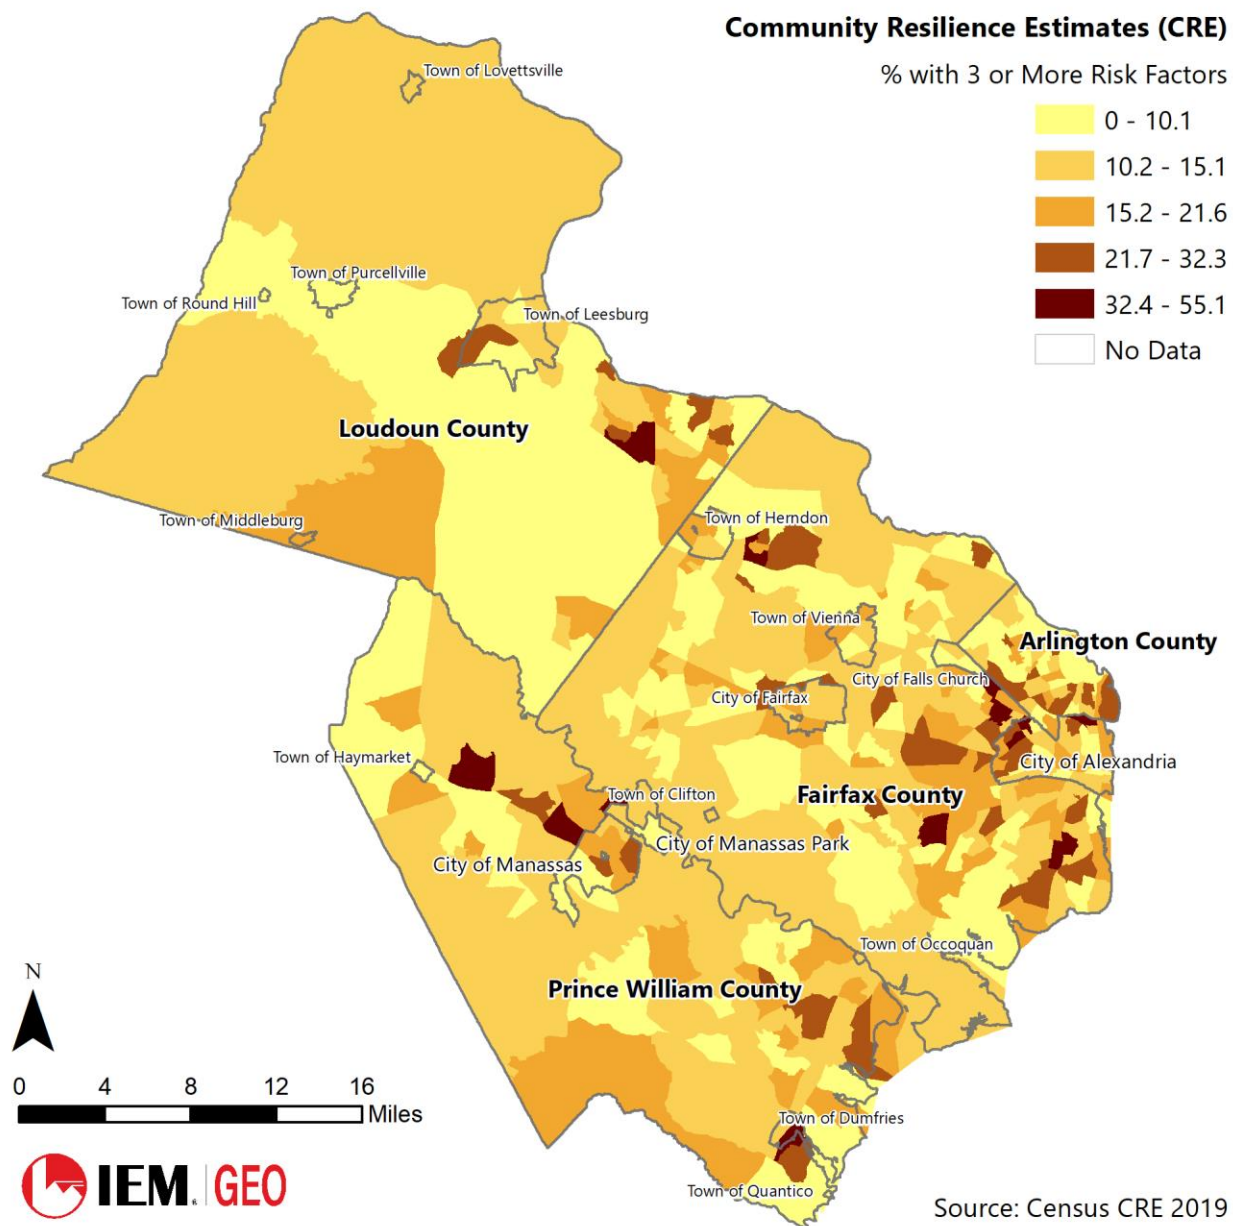 Community Resilience Estimates (CRE)
% with 3 or More Risk Factors
0 - 10.1
10.2 - 15.1
15.2 - 21.6
21.7 - 32.3
32.4 - 55.1
No Data
Town of Lovettsville
Town of Purcellville
Town of Round Hill
Town of Leesburg
Loudoun County
Town of Middleburg
Town of Herndon
Town of Vienna
Arlington County
City of Falls Church
City of Fairfax
Town of Haymarket
City of Alexandria
Town of Clifton
Fairfax County
City of Manassas Park
City of Manassas
Town of Occoquan
Prince William County
Town of Dumfries
Town of Quantico
N
0 4 8 12 16
Miles
IEM GEO
Source: Census CRE 2019